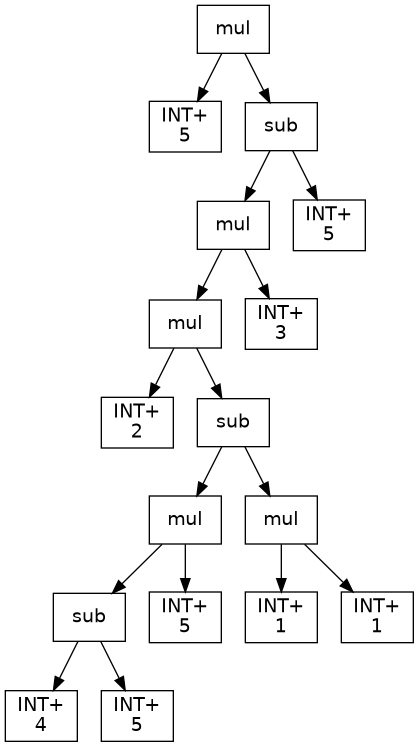 mul
INT+
5
sub
mul
INT+
5
mul
INT+
3
INT+
2
sub
mul
mul
sub
INT+
5
INT+
1
INT+
1
INT+
4
INT+
5